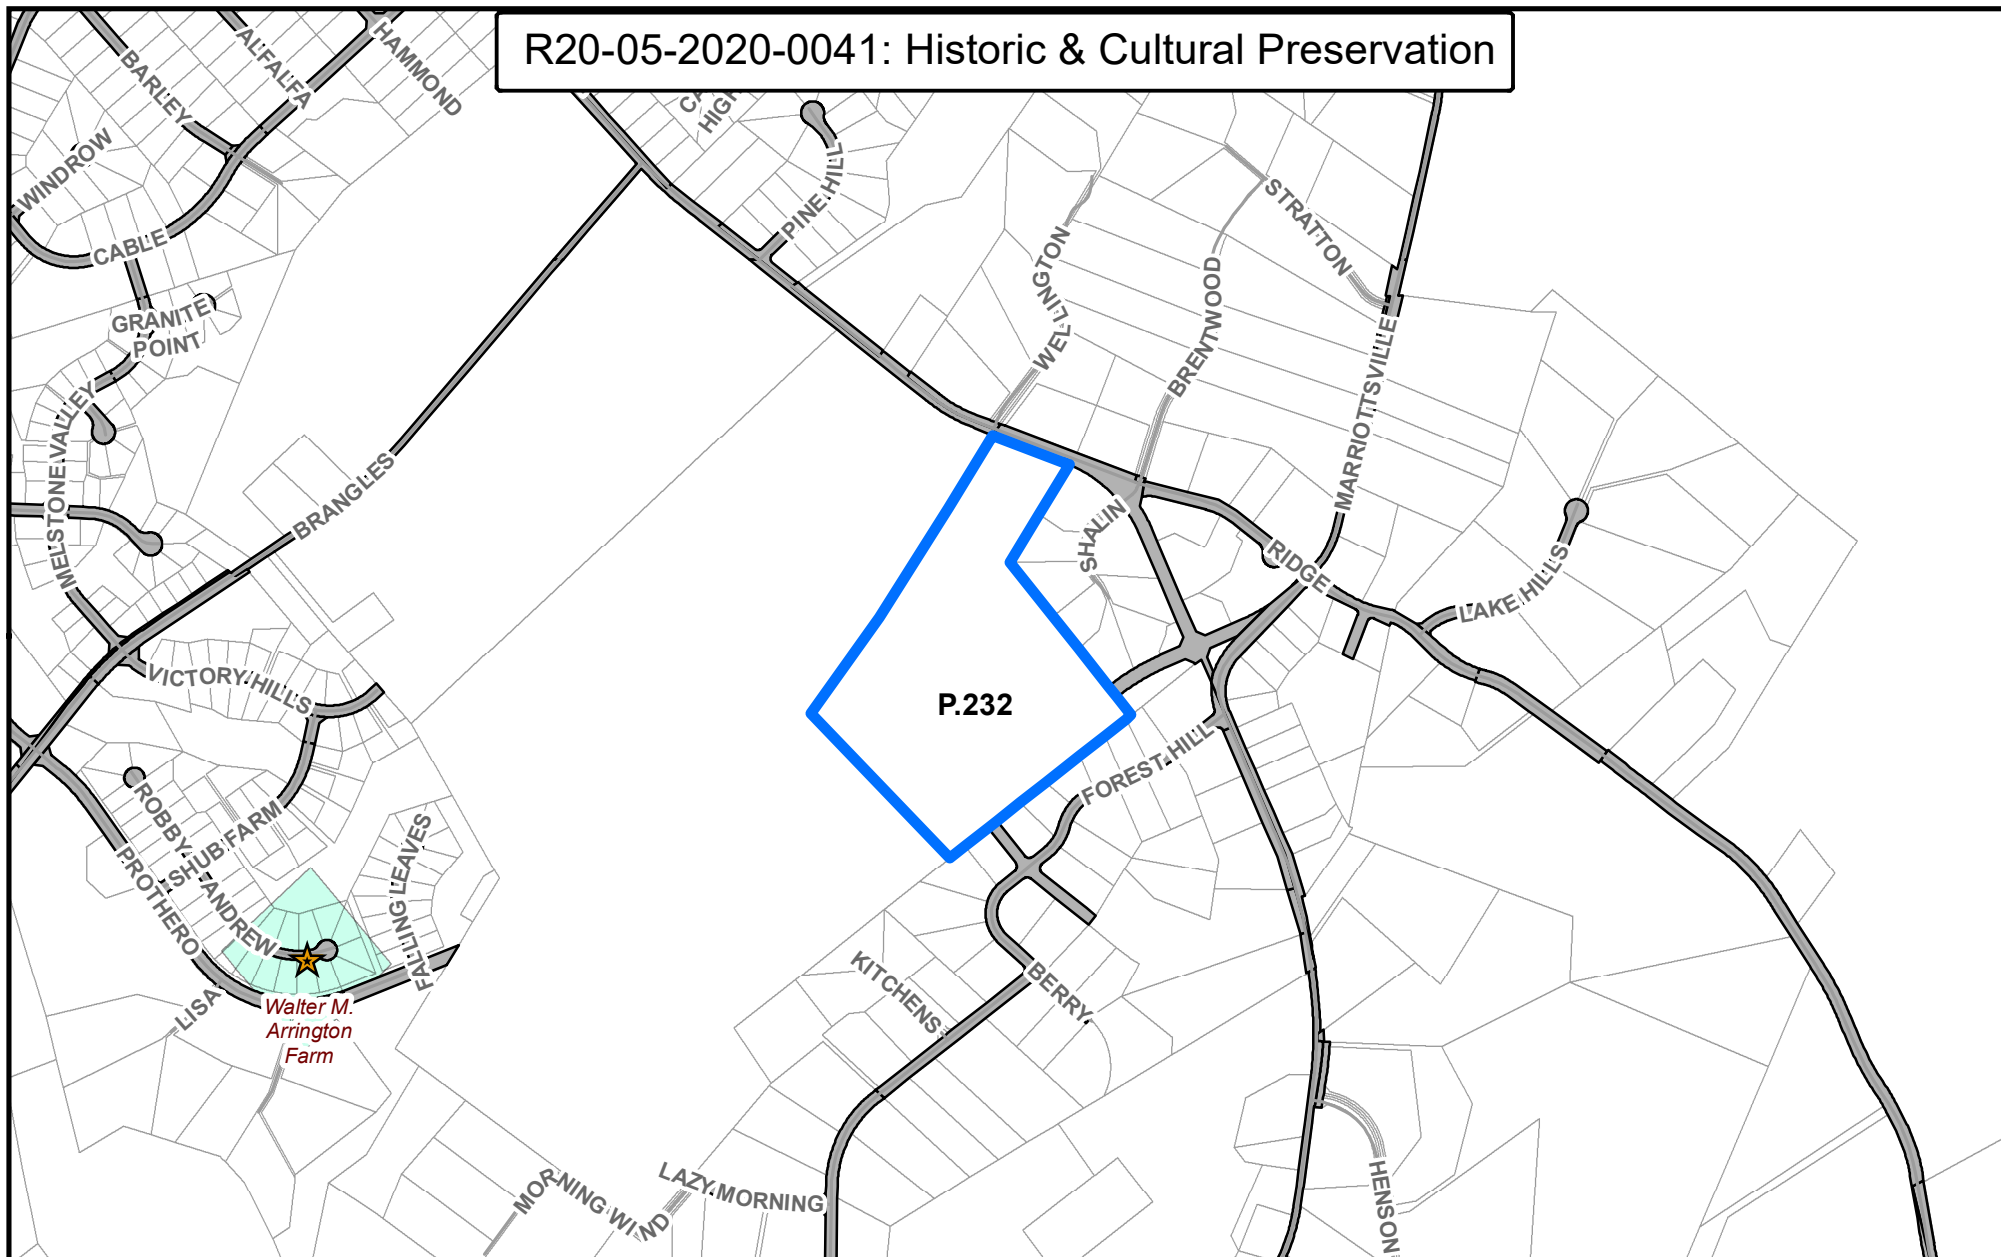 R20-05-2020-0041: Historic & Cultural Preservation
HAMMOND
ALFALFA
BARLEY
WINDROW
CABLE
GRANITE
POINT
PINE HILL
WELLINGTON
BRENTWOOD
STRATTON
MARRIOTTSVILLE
MELSTONE VALLEY
BRANGLES
SHALIN
RIDGE
LAKE HILLS
VICTORY HILLS
P.232
FOREST HILL
ROBBY
SHUB FARM
PROTHERO
ANDREW
FALLING LEAVES
LISA
Walter M.
Arrington
Farm
KITCHENS
BERRY
LAZY MORNING
MORNING WIND
HENSON